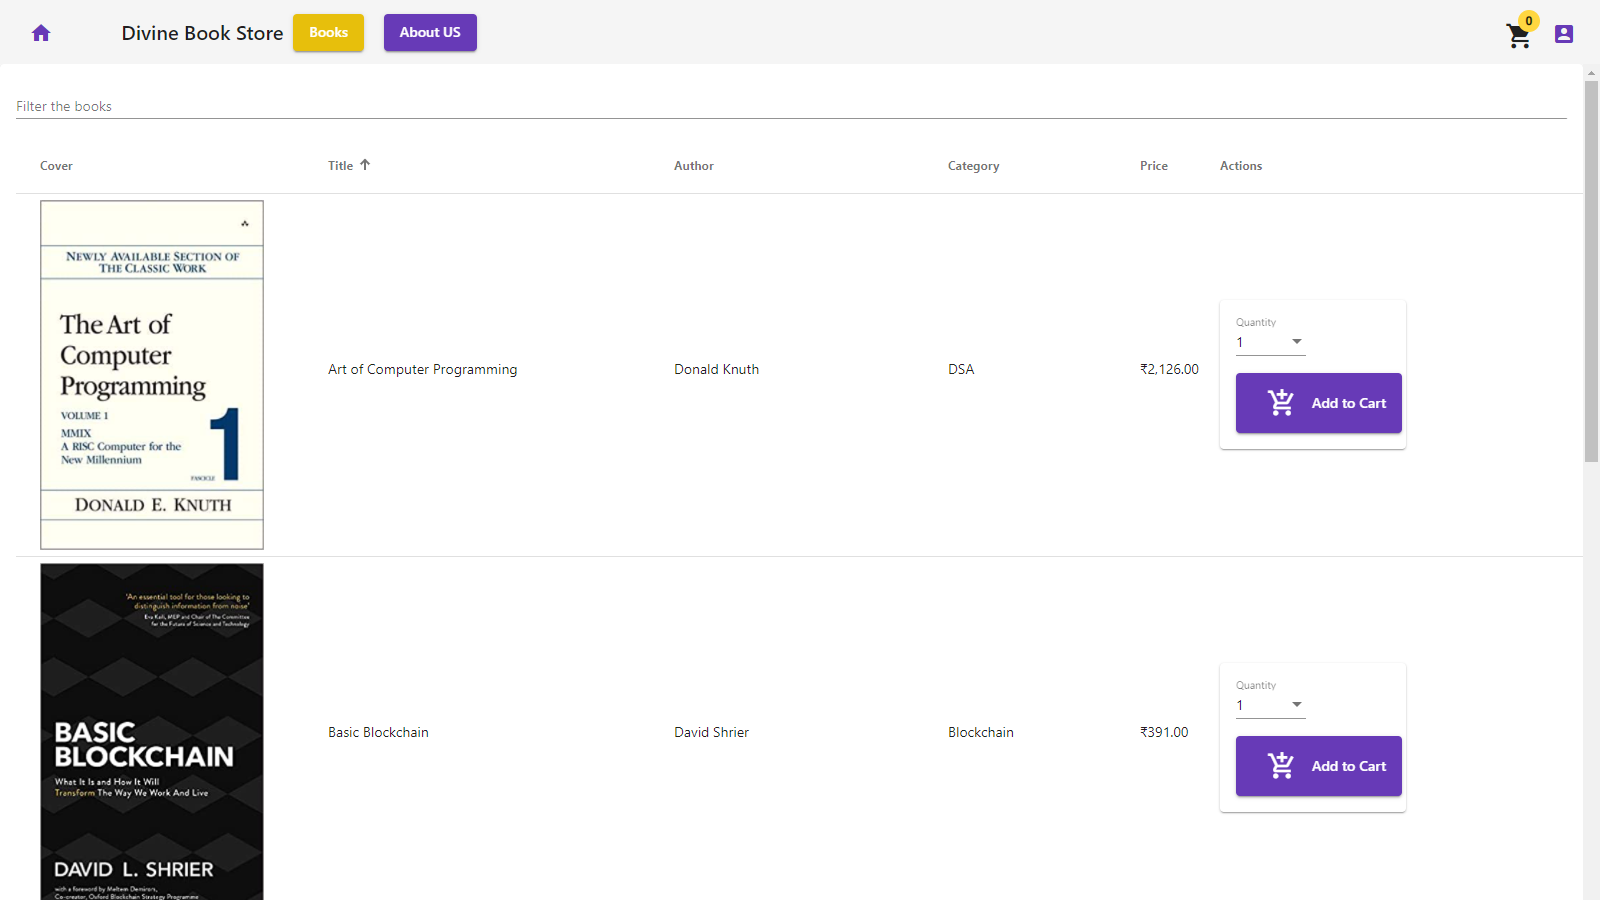 Divine Book Store
Books
About US
0
Filter the books
Cover
Title
Author
Category
Price
Actions
NEWLY AVAILABLE SECTION OF
THE CLASSIC WORK
The Art of
Computer
Programming
VOLUME 1
MMIX
A RISC Computer for the
New Millennium
1
FASCICLE
DONALD E. KNUTH
Art of Computer Programming
Donald Knuth
DSA
₹2,126.00
Quantity
1
Add to Cart
'An essential tool for those looking to
distinguish information from noise'
Eva Kaili, MEP and Chair of The Committee
for the Future of Science and Technology
BASIC
BLOCKCHAIN
What It Is and How It Will
Transform The Way We Work And Live
DAVID L. SHRIER
with a foreword by Meltem Demirors,
Co-creator, Oxford Blockchain Strategy Programme
Basic Blockchain
David Shrier
Blockchain
₹391.00
Quantity
1
Add to Cart